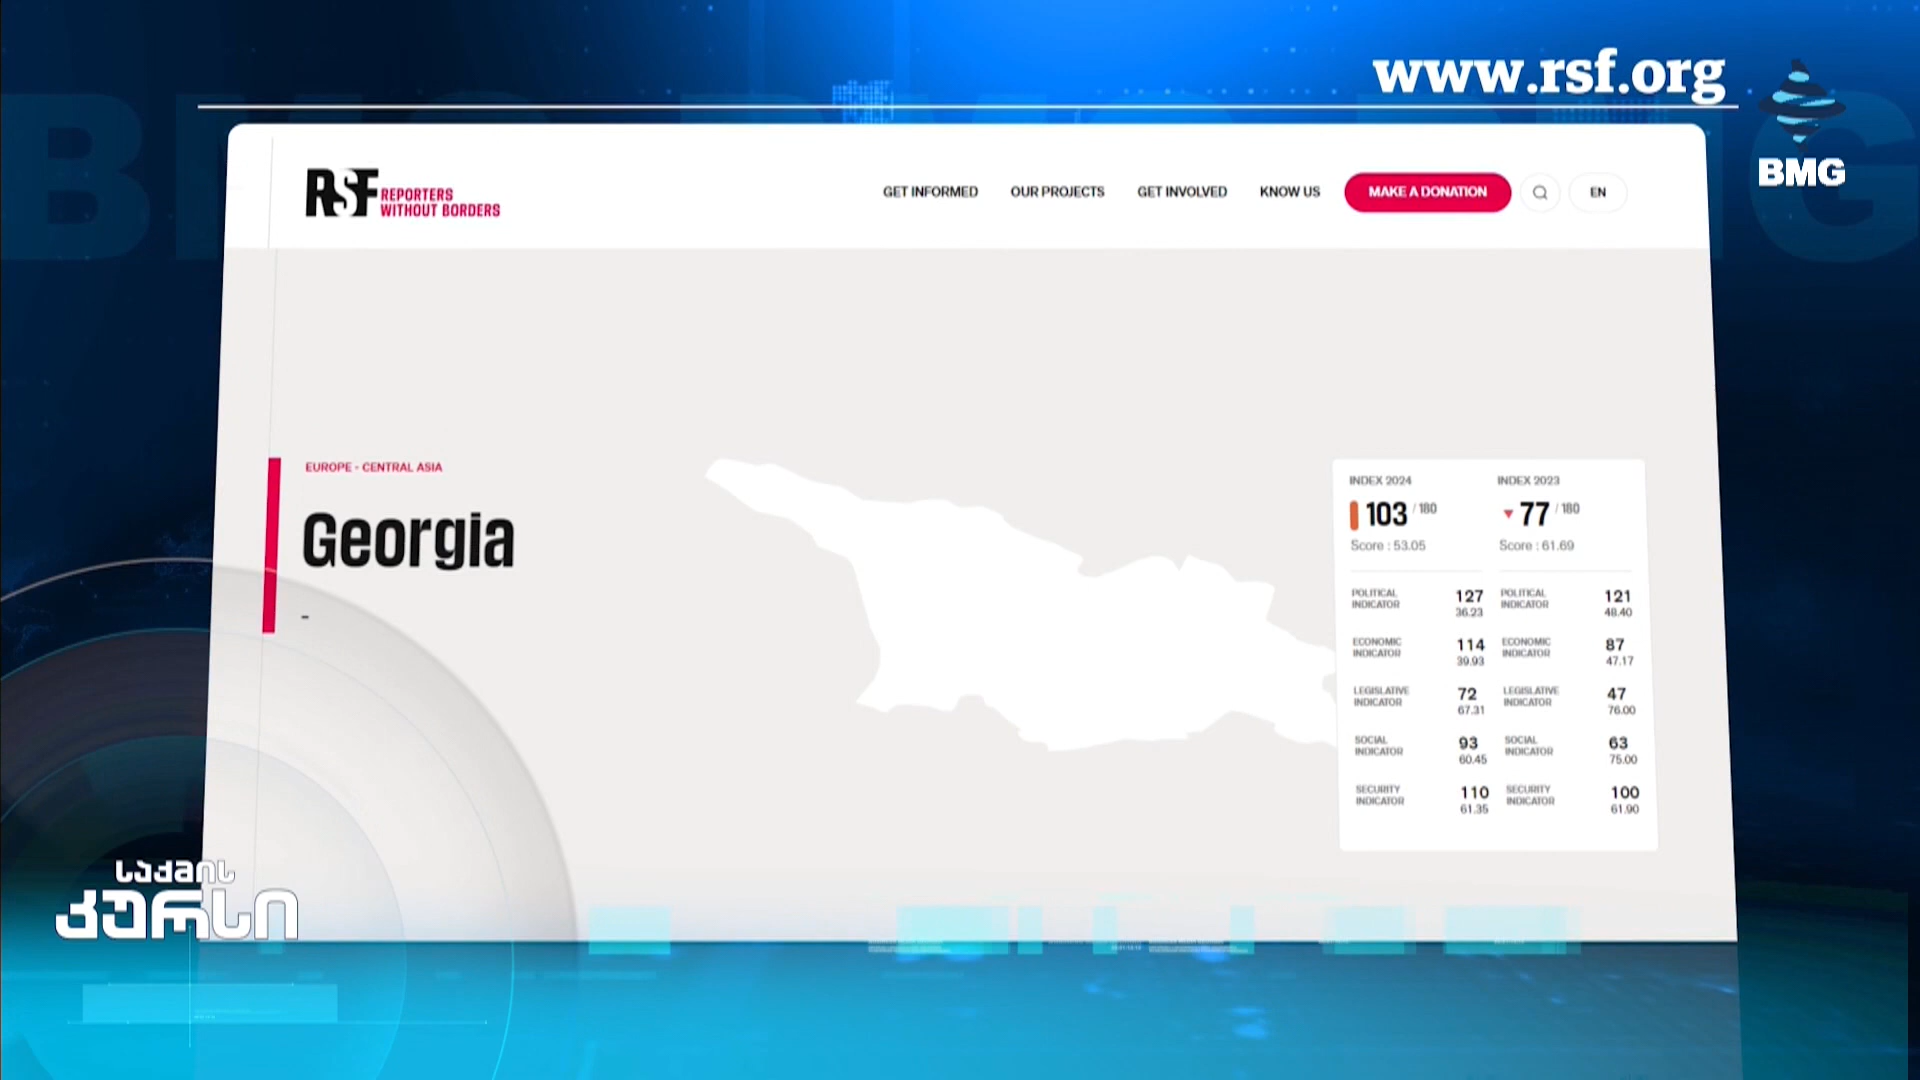 www.rsf.org
BMG
RSF REPORTERS
WITHOUT BORDERS
GET INFORMED OUR PROJECTS GET INVOLVED KNOW US MAKE A DONATION EN
EUROPE - CENTRAL ASIA
Georgia
-
INDEX 2024 INDEX 2023
103 / 180 77 / 180
Score : 53.05 Score : 61.69
POLITICAL INDICATOR 127 36.23 POLITICAL INDICATOR 121 48.40
ECONOMIC INDICATOR 114 39.93 ECONOMIC INDICATOR 87 47.17
LEGISLATIVE INDICATOR 72 67.31 LEGISLATIVE INDICATOR 47 76.00
SOCIAL INDICATOR 93 60.45 SOCIAL INDICATOR 63 75.00
SECURITY INDICATOR 110 61.35 SECURITY INDICATOR 100 61.90
საქმის
კურსი